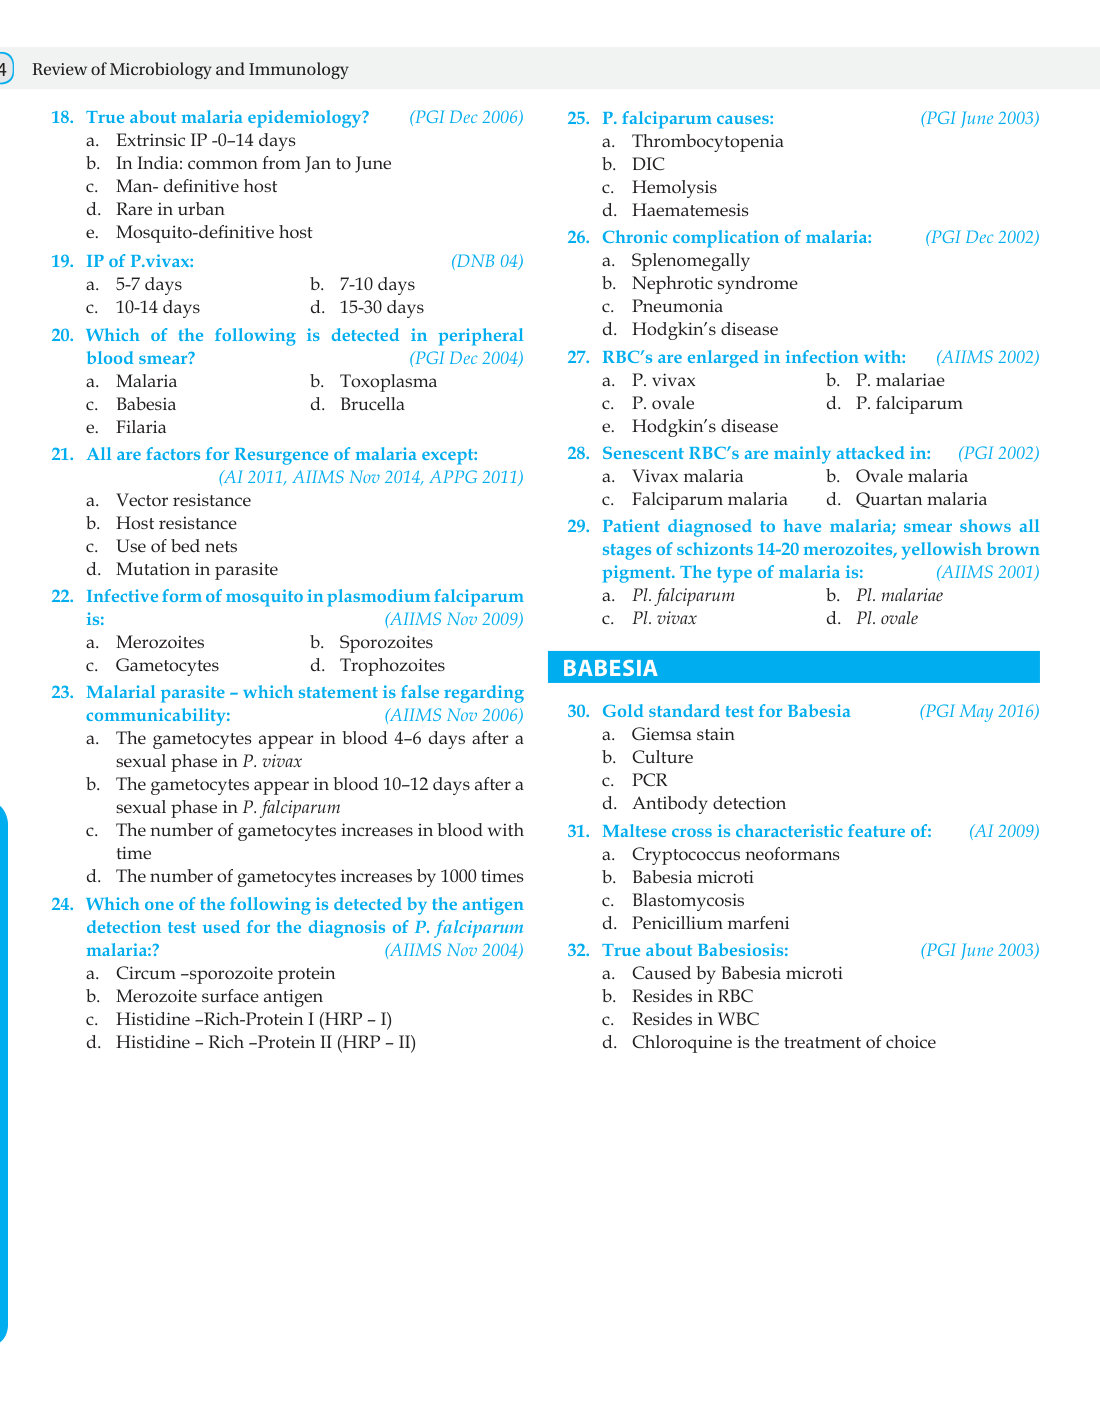 4 Review of Microbiology and Immunology
18. True about malaria epidemiology? (PGI Dec 2006)
a. Extrinsic IP -0–14 days
b. In India: common from Jan to June
c. Man- definitive host
d. Rare in urban
e. Mosquito-definitive host
19. IP of P.vivax: (DNB 04)
a. 5-7 days b. 7-10 days
c. 10-14 days d. 15-30 days
20. Which of the following is detected in peripheral
blood smear? (PGI Dec 2004)
a. Malaria b. Toxoplasma
c. Babesia d. Brucella
e. Filaria
21. All are factors for Resurgence of malaria except:
(AI 2011, AIIMS Nov 2014, APPG 2011)
a. Vector resistance
b. Host resistance
c. Use of bed nets
d. Mutation in parasite
22. Infective form of mosquito in plasmodium falciparum
is: (AIIMS Nov 2009)
a. Merozoites b. Sporozoites
c. Gametocytes d. Trophozoites
23. Malarial parasite – which statement is false regarding
communicability: (AIIMS Nov 2006)
a. The gametocytes appear in blood 4–6 days after a
sexual phase in P. vivax
b. The gametocytes appear in blood 10–12 days after a
sexual phase in P. falciparum
c. The number of gametocytes increases in blood with
time
d. The number of gametocytes increases by 1000 times
24. Which one of the following is detected by the antigen
detection test used for the diagnosis of P. falciparum
malaria:? (AIIMS Nov 2004)
a. Circum –sporozoite protein
b. Merozoite surface antigen
c. Histidine –Rich-Protein I (HRP – I)
d. Histidine – Rich –Protein II (HRP – II)
25. P. falciparum causes: (PGI June 2003)
a. Thrombocytopenia
b. DIC
c. Hemolysis
d. Haematemesis
26. Chronic complication of malaria: (PGI Dec 2002)
a. Splenomegally
b. Nephrotic syndrome
c. Pneumonia
d. Hodgkin's disease
27. RBC's are enlarged in infection with: (AIIMS 2002)
a. P. vivax b. P. malariae
c. P. ovale d. P. falciparum
e. Hodgkin's disease
28. Senescent RBC's are mainly attacked in: (PGI 2002)
a. Vivax malaria b. Ovale malaria
c. Falciparum malaria d. Quartan malaria
29. Patient diagnosed to have malaria; smear shows all
stages of schizonts 14-20 merozoites, yellowish brown
pigment. The type of malaria is: (AIIMS 2001)
a. Pl. falciparum b. Pl. malariae
c. Pl. vivax d. Pl. ovale
BABESIA
30. Gold standard test for Babesia (PGI May 2016)
a. Giemsa stain
b. Culture
c. PCR
d. Antibody detection
31. Maltese cross is characteristic feature of: (AI 2009)
a. Cryptococcus neoformans
b. Babesia microti
c. Blastomycosis
d. Penicillium marfeni
32. True about Babesiosis: (PGI June 2003)
a. Caused by Babesia microti
b. Resides in RBC
c. Resides in WBC
d. Chloroquine is the treatment of choice